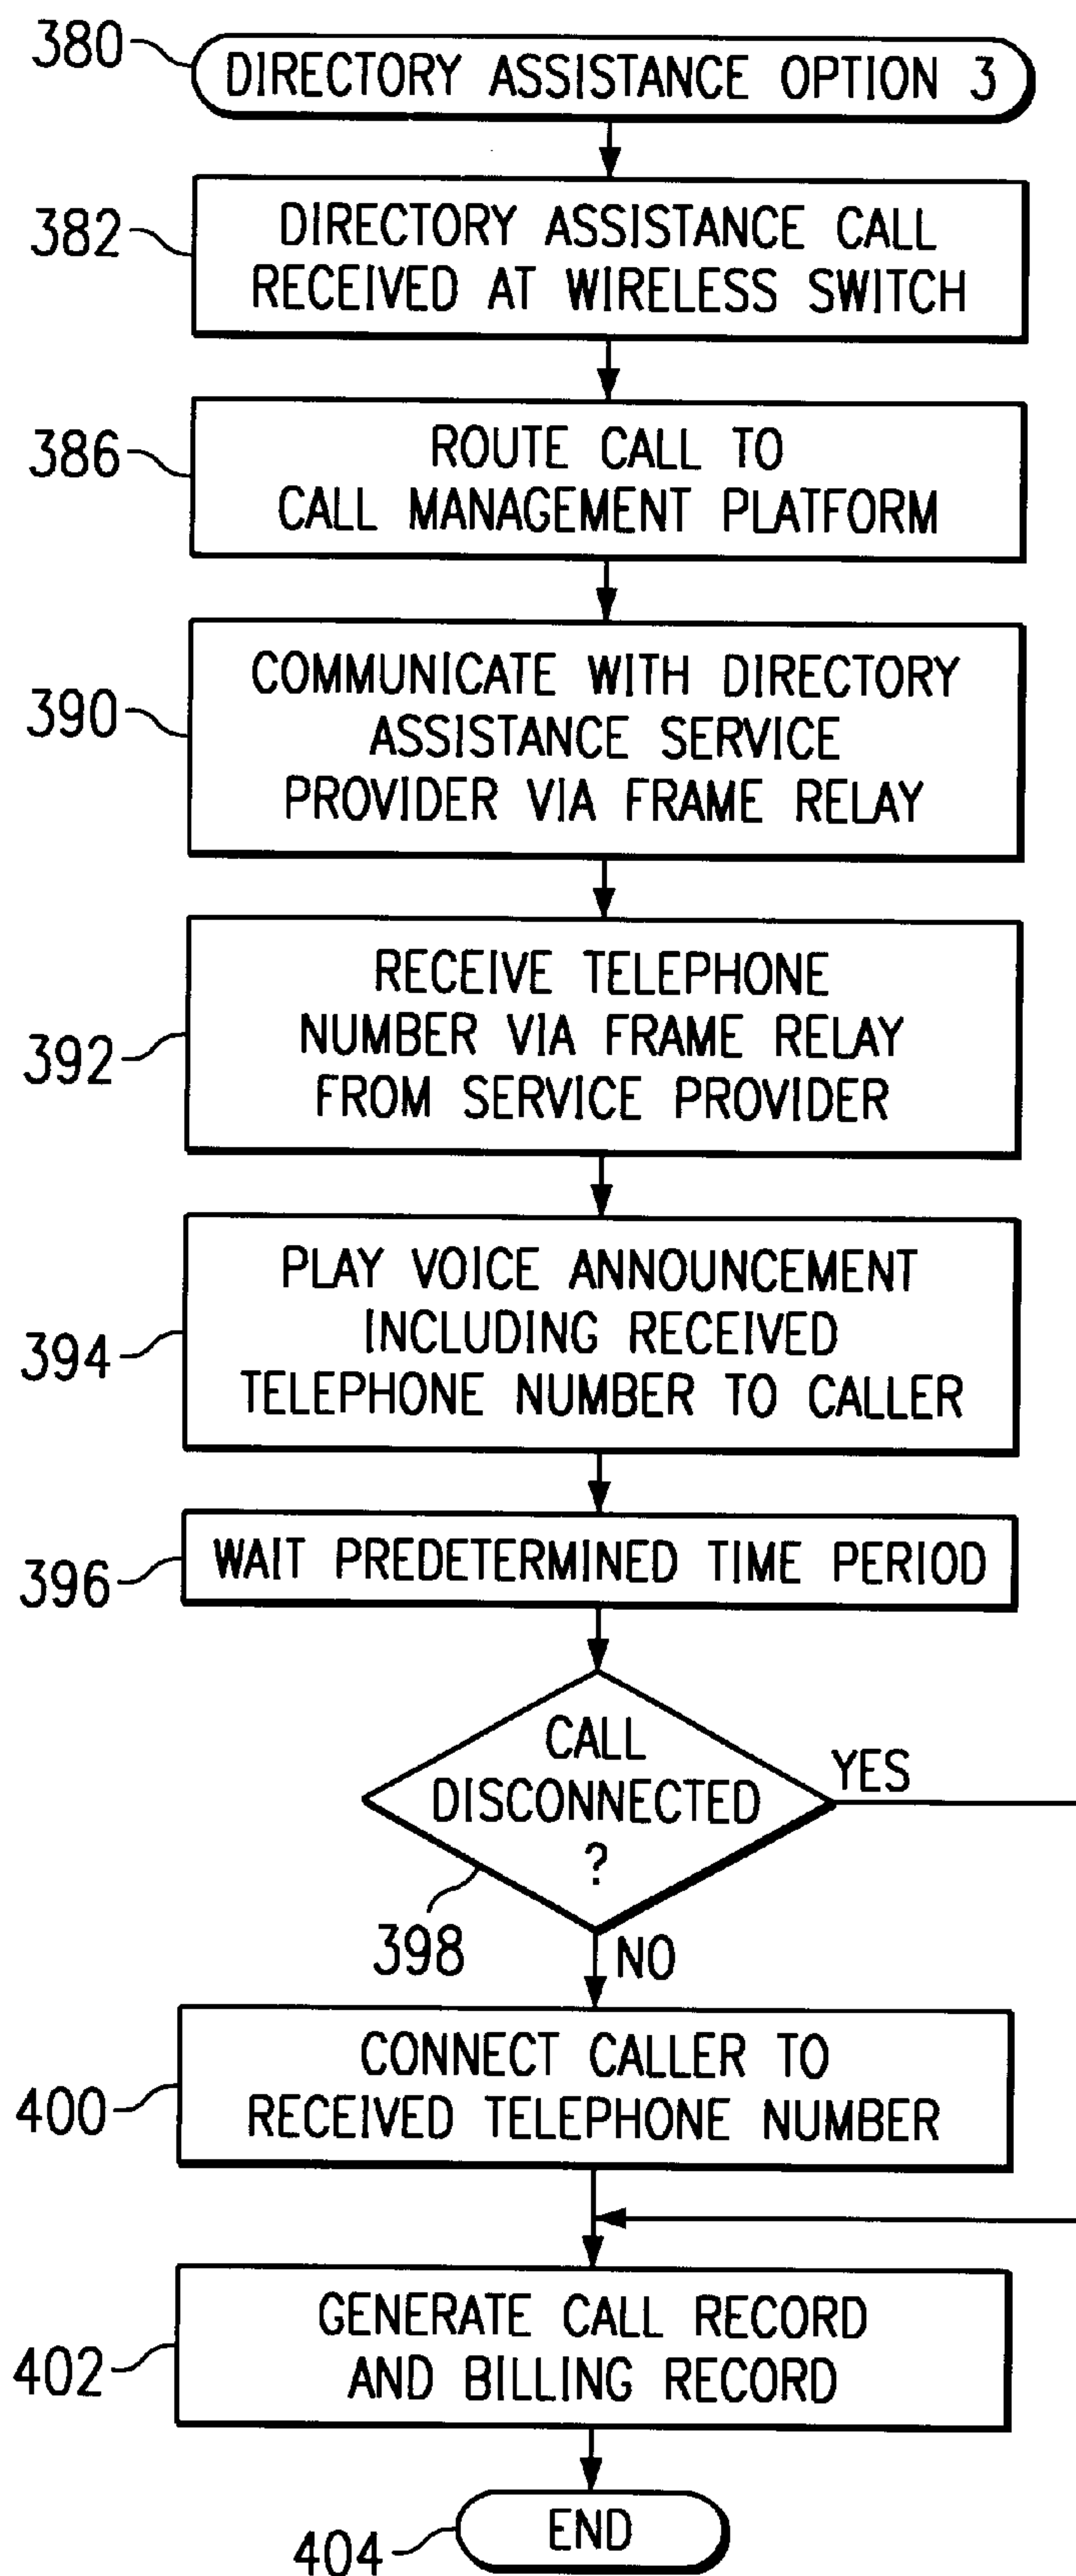 380
DIRECTORY ASSISTANCE OPTION 3
382
DIRECTORY ASSISTANCE CALL
RECEIVED AT WIRELESS SWITCH
386
ROUTE CALL TO
CALL MANAGEMENT PLATFORM
390
COMMUNICATE WITH DIRECTORY
ASSISTANCE SERVICE
PROVIDER VIA FRAME RELAY
392
RECEIVE TELEPHONE
NUMBER VIA FRAME RELAY
FROM SERVICE PROVIDER
394
PLAY VOICE ANNOUNCEMENT
INCLUDING RECEIVED
TELEPHONE NUMBER TO CALLER
396
WAIT PREDETERMINED TIME PERIOD
CALL
DISCONNECTED
?
YES
398
NO
400
CONNECT CALLER TO
RECEIVED TELEPHONE NUMBER
402
GENERATE CALL RECORD
AND BILLING RECORD
404
END